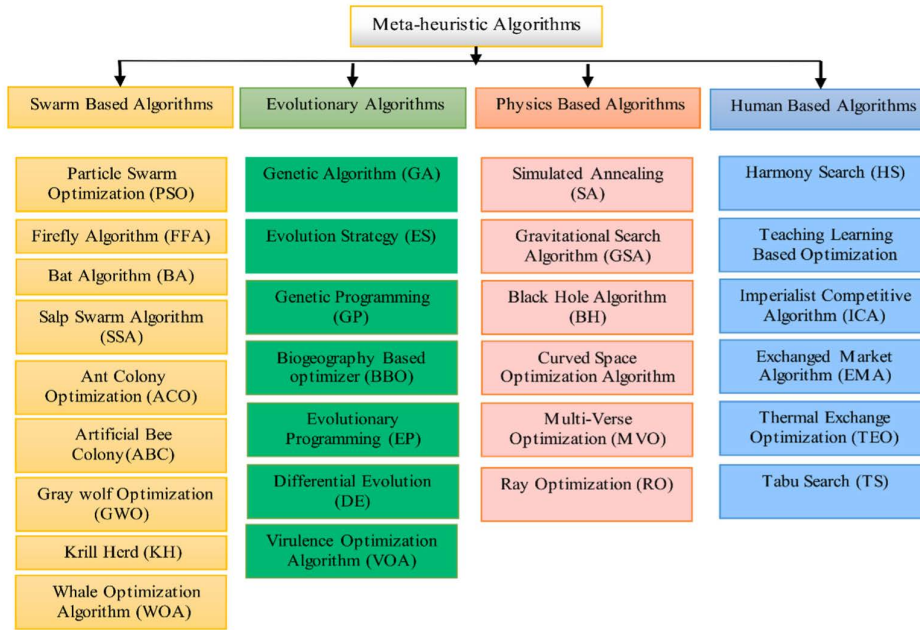 Meta-heuristic Algorithms
Swarm Based Algorithms
Evolutionary Algorithms
Physics Based Algorithms
Human Based Algorithms
Particle Swarm
Optimization (PSO)
Firefly Algorithm (FFA)
Bat Algorithm (BA)
Salp Swarm Algorithm
(SSA)
Ant Colony
Optimization (ACO)
Artificial Bee
Colony(ABC)
Gray wolf Optimization
(GWO)
Krill Herd (KH)
Whale Optimization
Algorithm (WOA)
Genetic Algorithm (GA)
Evolution Strategy (ES)
Genetic Programming
(GP)
Biogeography Based
optimizer (BBO)
Evolutionary
Programming (EP)
Differential Evolution
(DE)
Virulence Optimization
Algorithm (VOA)
Simulated Annealing
(SA)
Gravitational Search
Algorithm (GSA)
Black Hole Algorithm
(BH)
Curved Space
Optimization Algorithm
Multi-Verse
Optimization (MVO)
Ray Optimization (RO)
Harmony Search (HS)
Teaching Learning
Based Optimization
Imperialist Competitive
Algorithm (ICA)
Exchanged Market
Algorithm (EMA)
Thermal Exchange
Optimization (TEO)
Tabu Search (TS)